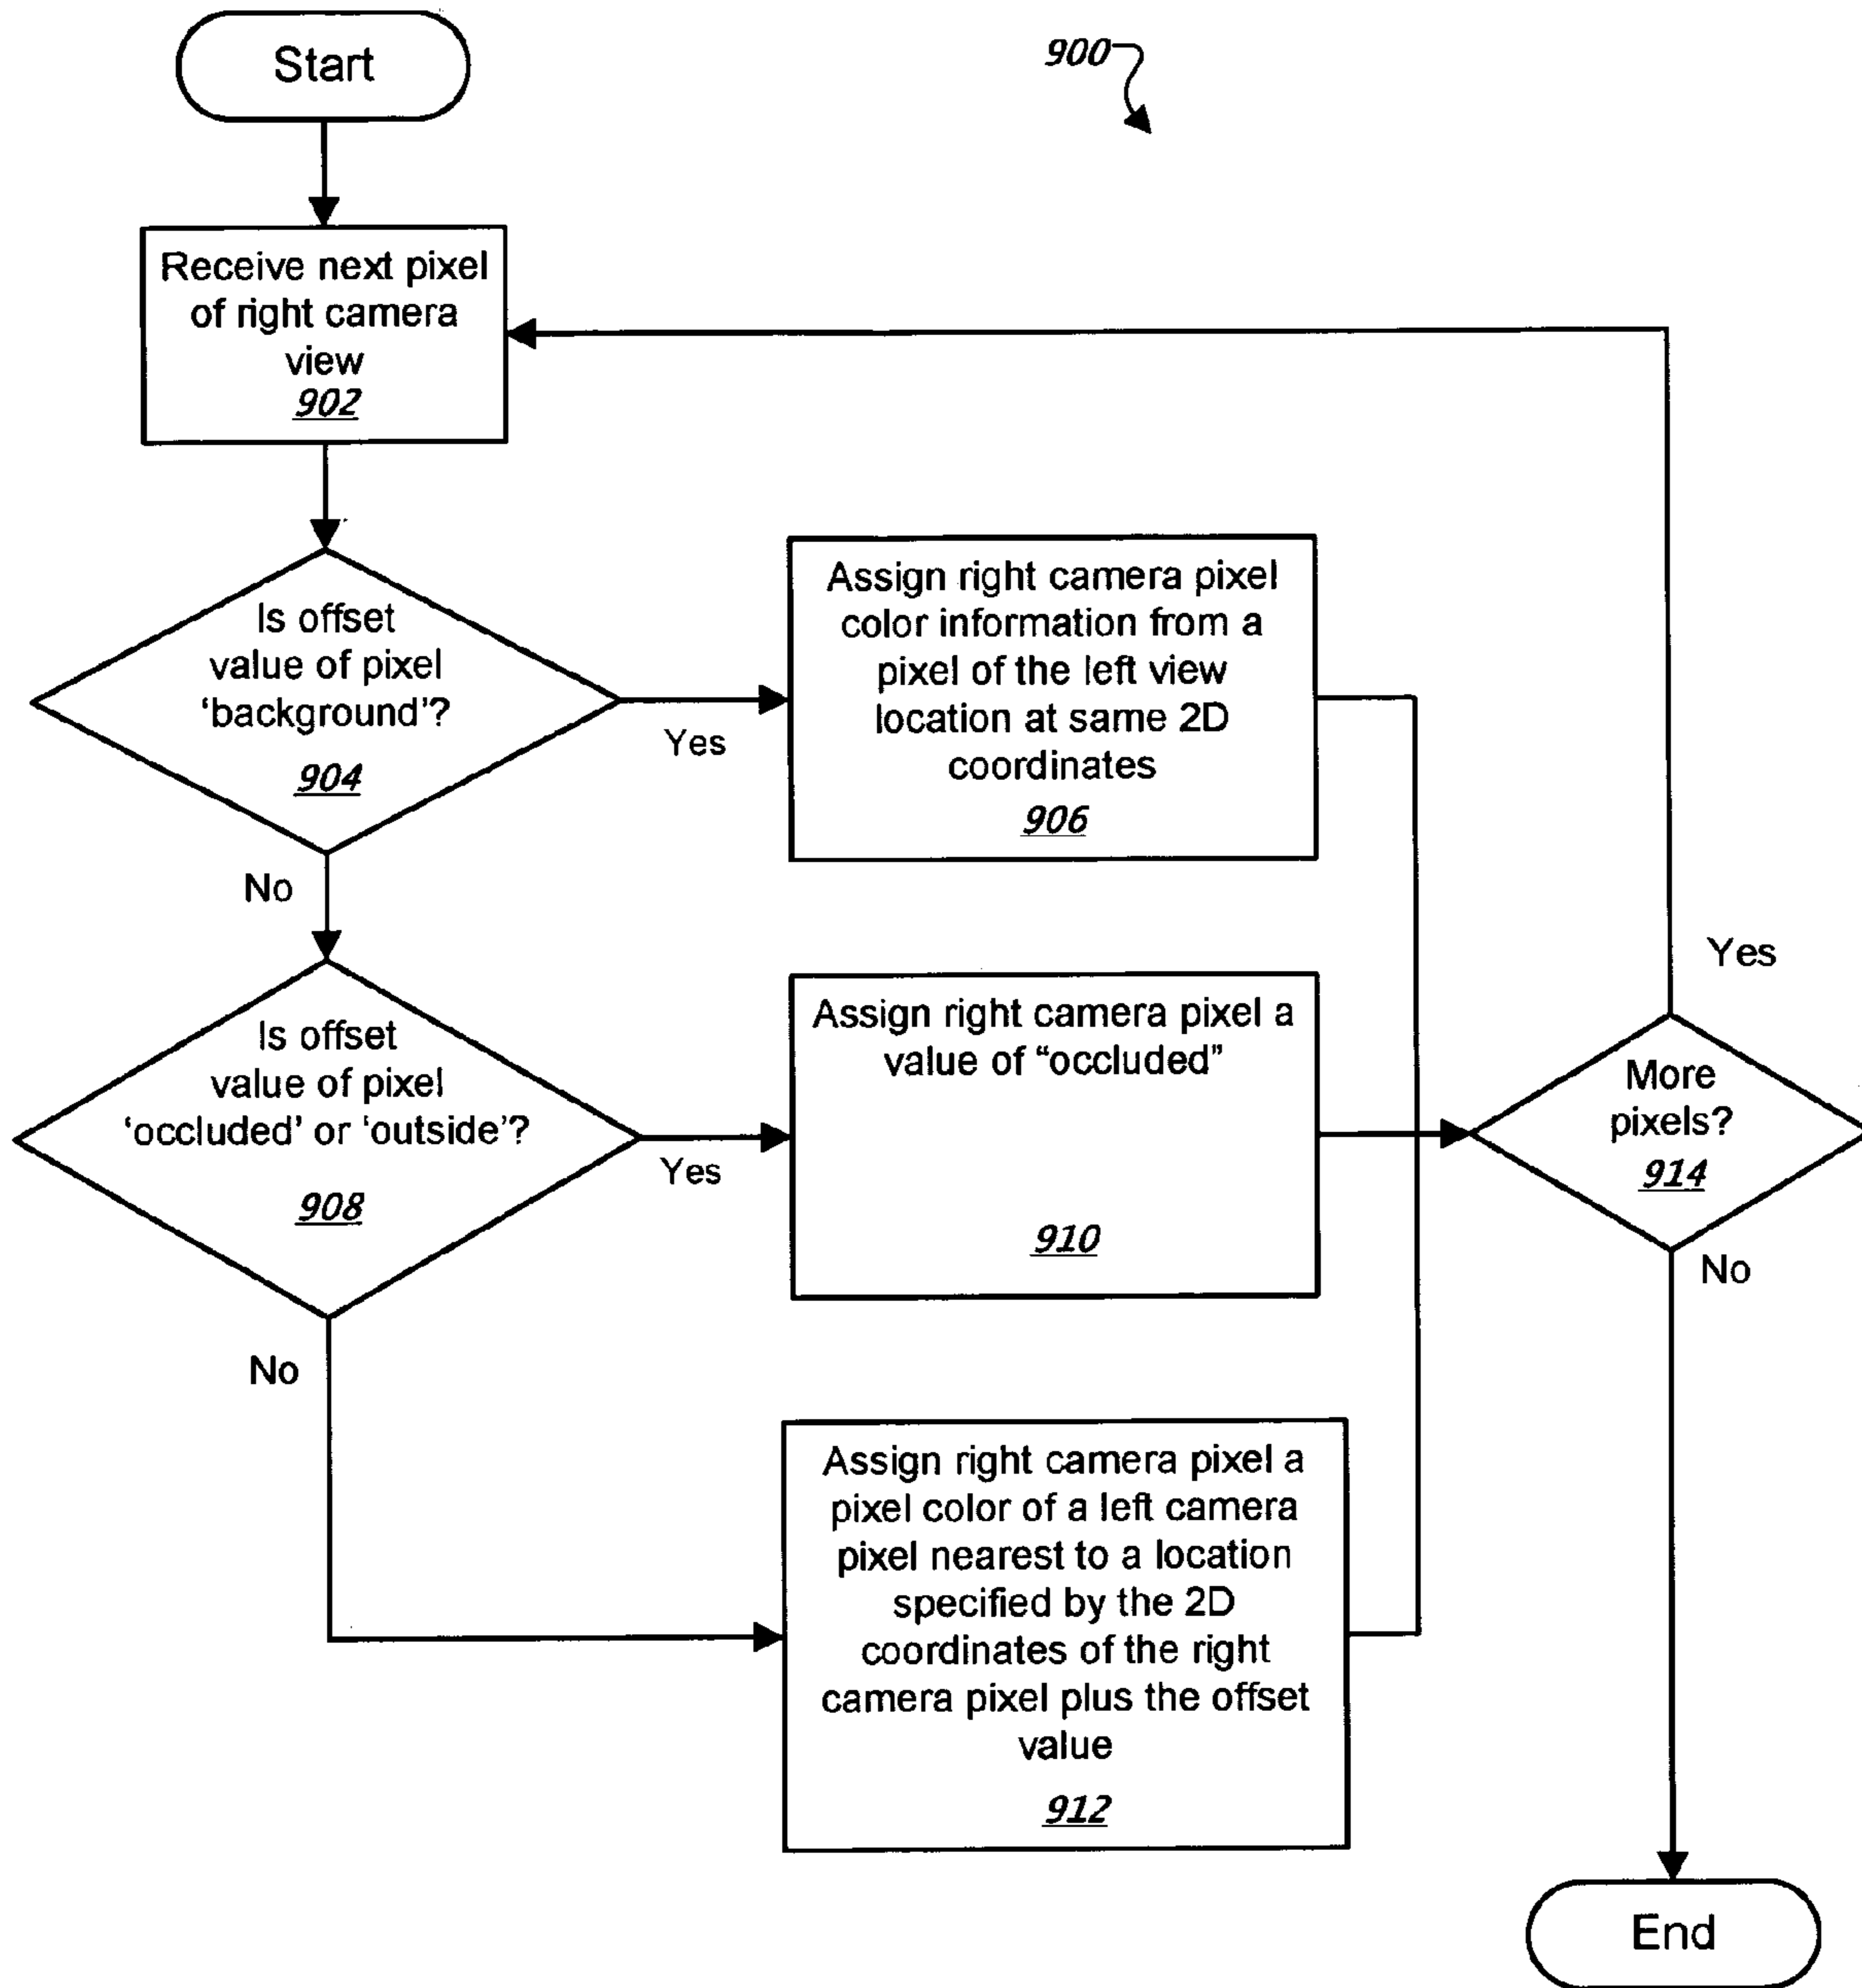 Start
900
Receive next pixel
of right camera
view
902
Is offset
value of pixel
‘background’?
904
Yes
No
Assign right camera pixel
color information from a
pixel of the left view
location at same 2D
coordinates
906
Is offset
value of pixel
‘occluded’ or ‘outside’?
908
Yes
No
Assign right camera pixel a
value of “occluded”
910
Assign right camera pixel a
pixel color of a left camera
pixel nearest to a location
specified by the 2D
coordinates of the right
camera pixel plus the offset
value
912
More
pixels?
914
Yes
No
End